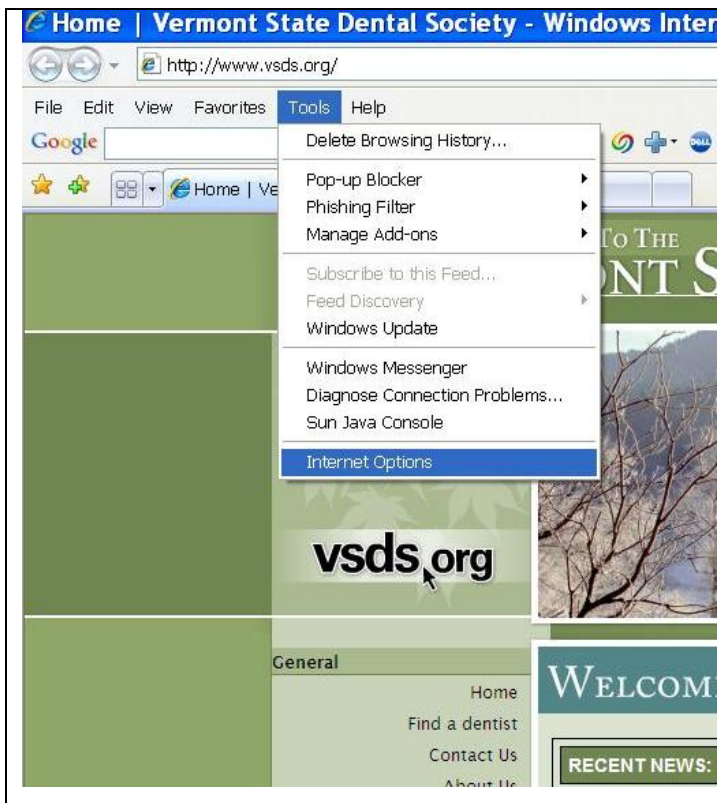 Home | Vermont State Dental Society - Windows Inter
http://www.vsds.org/
File Edit View Favorites Tools Help
Google
Delete Browsing History...
Home | Ve
Pop-up Blocker
Phishing Filter
Manage Add-ons
Subscribe to this Feed...
Feed Discovery
Windows Update
Windows Messenger
Diagnose Connection Problems...
Sun Java Console
Internet Options
To The
ONT S
vsds.org
General
Home
Find a dentist
Contact Us
About Us
WELCOME
RECENT NEWS: